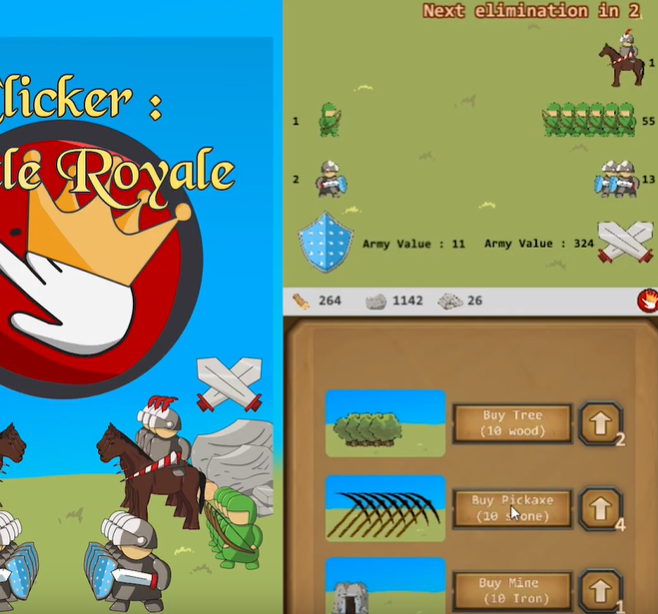 licker :
le Royale
Next elimination in 2
1
1
55
2
13
Army Value : 11
Army Value : 324
264
1142
26
Buy Tree
(10 wood)
2
Buy Pickaxe
(10 stone)
4
Buy Mine
(10 Iron)
1